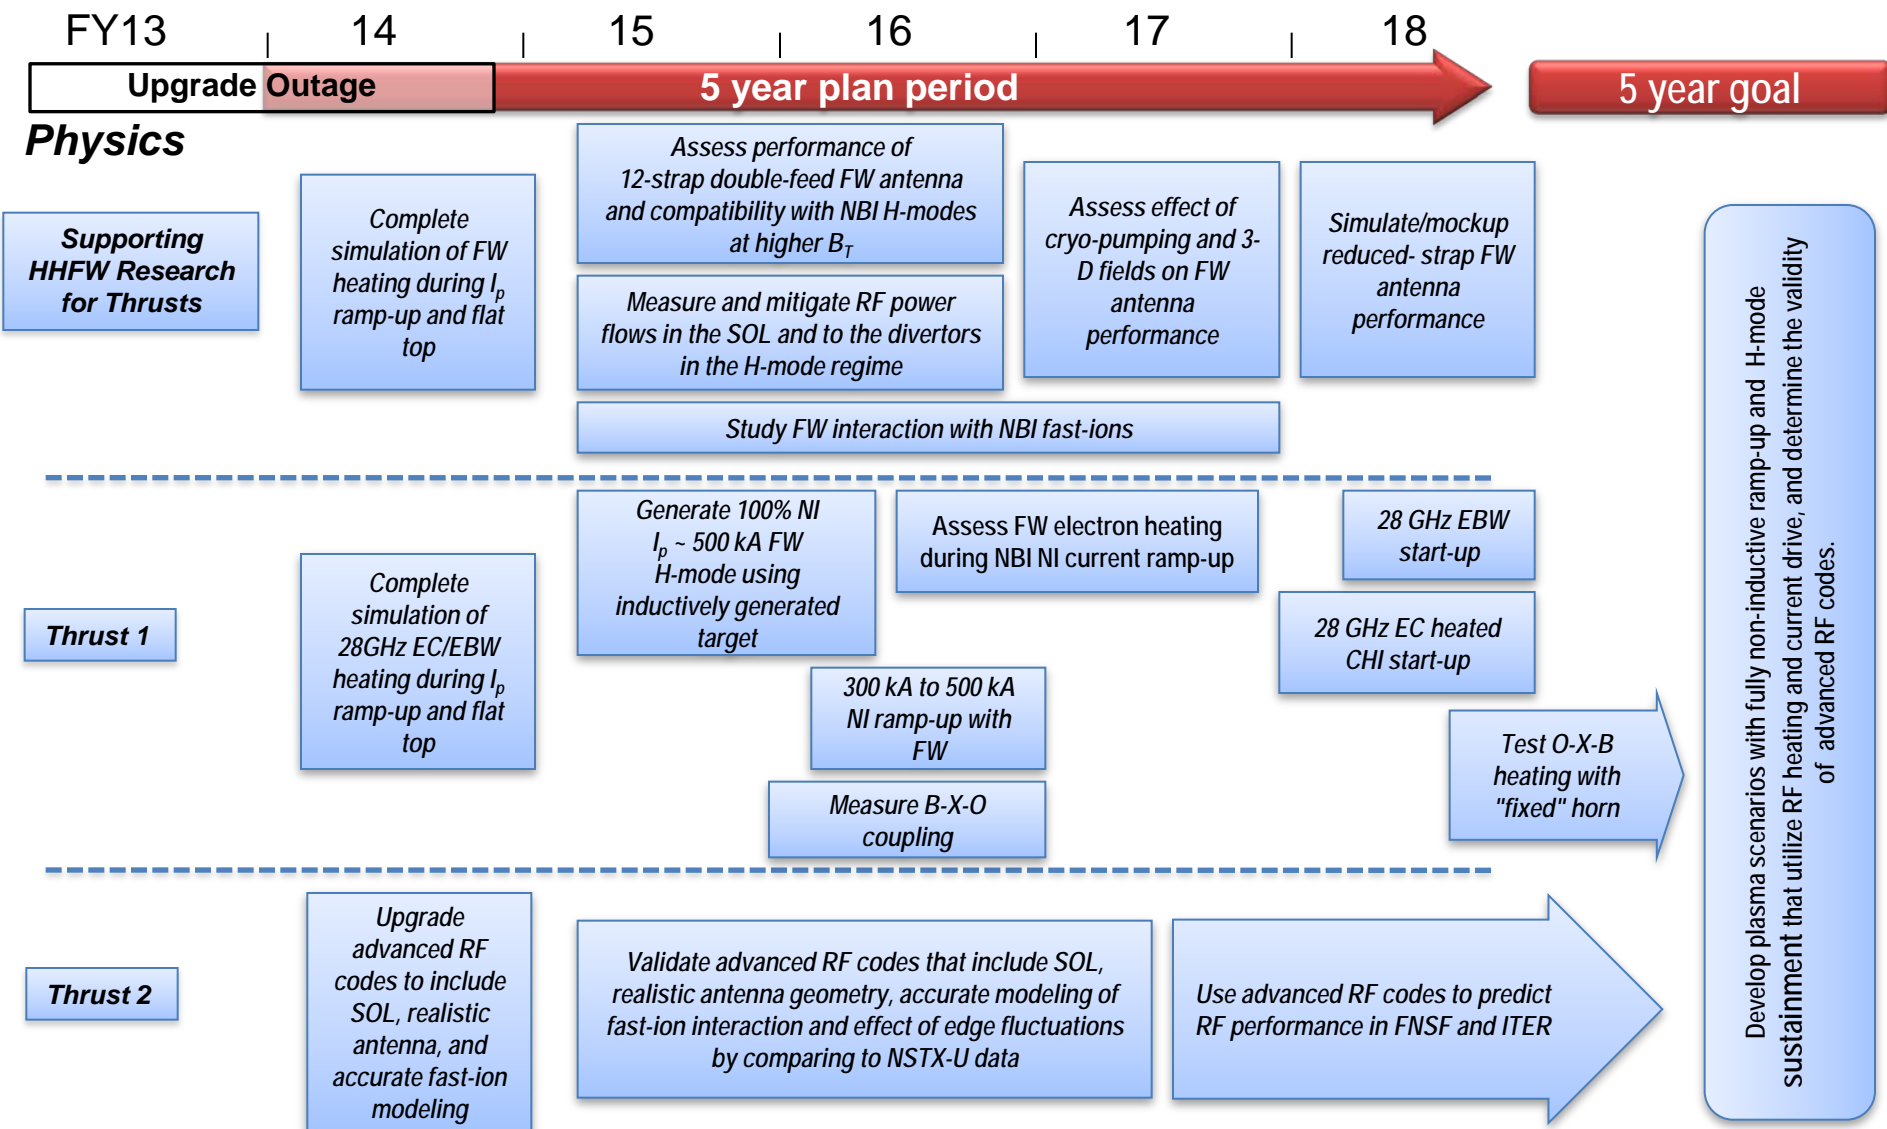 FY13 14 15 16 17 18
Upgrade Outage
5 year plan period
5 year goal
Physics
Supporting
HHFW Research
for Thrusts
Complete
simulation of FW
heating during Ip
ramp-up and flat
top
Assess performance of
12-strap double-feed FW antenna
and compatibility with NBI H-modes
at higher BT
Measure and mitigate RF power
flows in the SOL and to the divertors
in the H-mode regime
Study FW interaction with NBI fast-ions
Assess effect of
cryo-pumping and 3-
D fields on FW
antenna
performance
Simulate/mockup
reduced- strap FW
antenna
performance
Thrust 1
Complete
simulation of
28GHz EC/EBW
heating during Ip
ramp-up and flat
top
Generate 100% NI
Ip ~ 500 kA FW
H-mode using
inductively generated
target
Assess FW electron heating
during NBI NI current ramp-up
300 kA to 500 kA
NI ramp-up with
FW
Measure B-X-O
coupling
28 GHz EBW
start-up
28 GHz EC heated
CHI start-up
Test O-X-B
heating with
"fixed" horn
Thrust 2
Upgrade
advanced RF
codes to include
SOL, realistic
antenna, and
accurate fast-ion
modeling
Validate advanced RF codes that include SOL,
realistic antenna geometry, accurate modeling of
fast-ion interaction and effect of edge fluctuations
by comparing to NSTX-U data
Use advanced RF codes to predict
RF performance in FNSF and ITER
Develop plasma scenarios with fully non-inductive ramp-up and H-mode
sustainment that utilize RF heating and current drive, and determine the validity
of advanced RF codes.